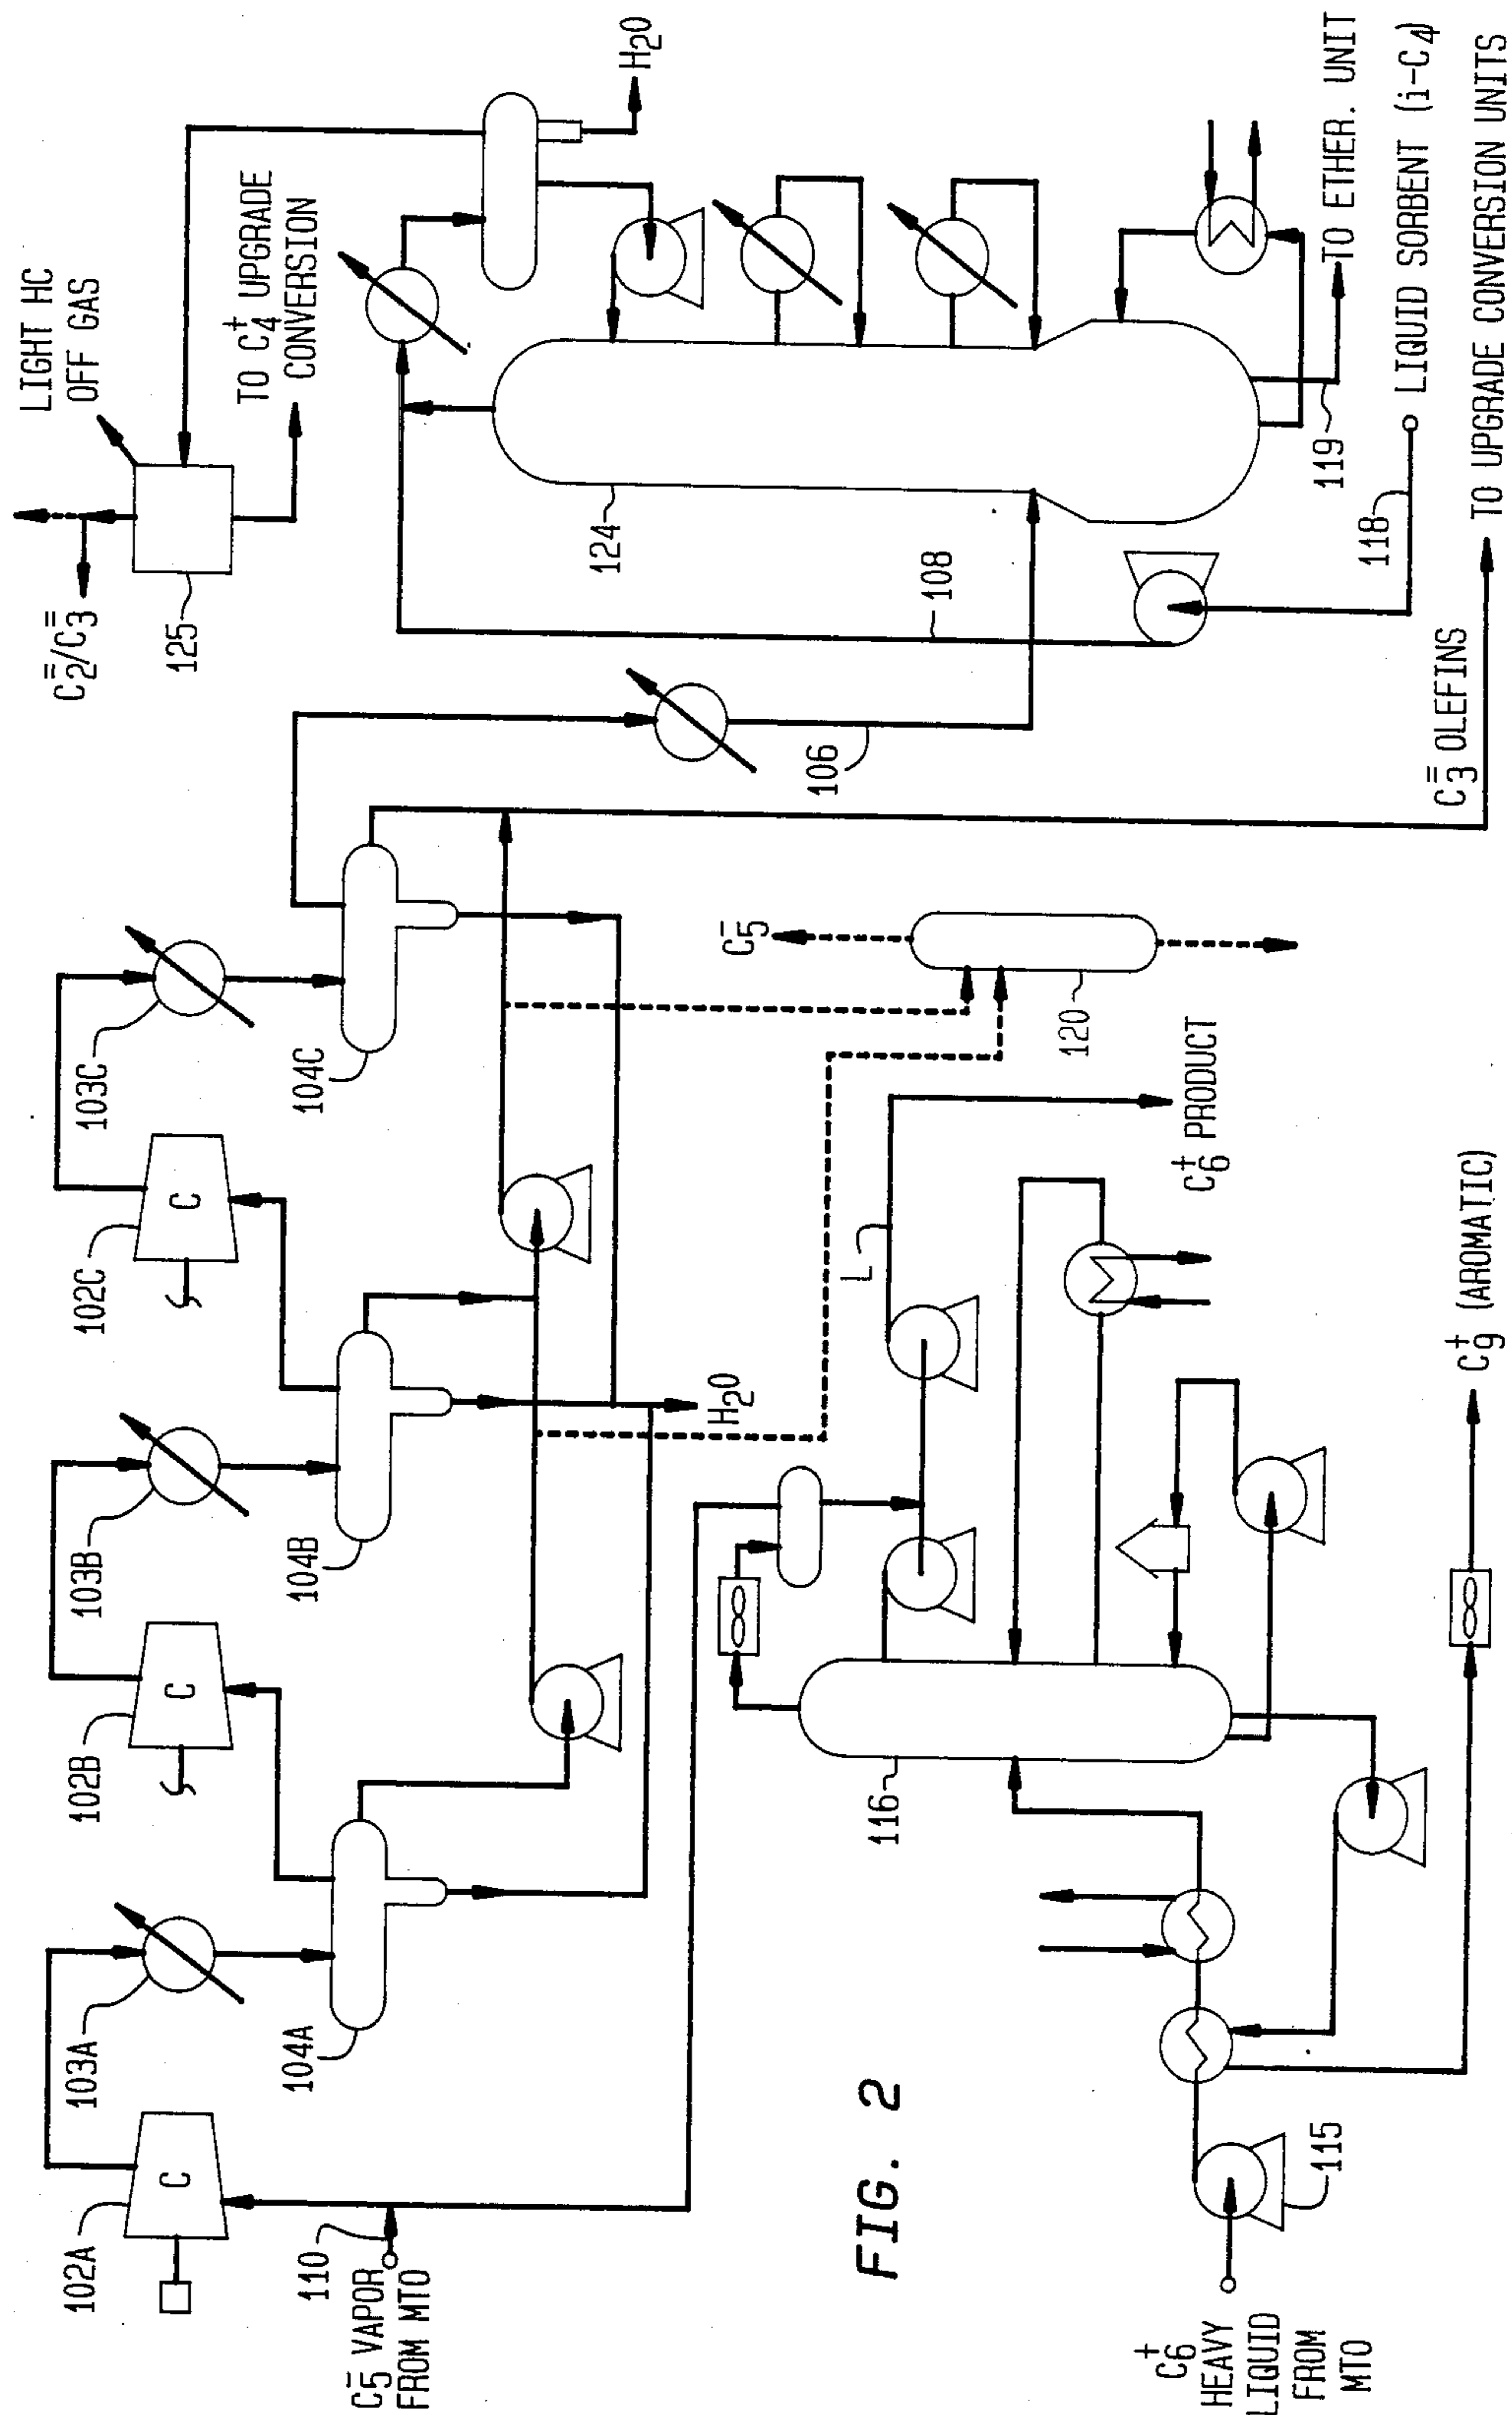 LIGHT HC
OFF GAS
C₂⁼/C₃⁼
125
TO C₄⁺ UPGRADE
CONVERSION
H₂O
124
108
106
119
TO ETHER. UNIT
118
LIQUID SORBENT (i-C₄)
C₃⁼ OLEFINS
TO UPGRADE CONVERSION UNITS
102A
C
103A
104A
102B
C
103B
104B
102C
C
103C
104C
110
C₅⁻ VAPOR
FROM MTO
H₂O
C₅⁻
120
L
C₆⁺ PRODUCT
116
115
C₆⁺
HEAVY
LIQUID
FROM
MTO
C₉⁺ (AROMATIC)
FIG. 2